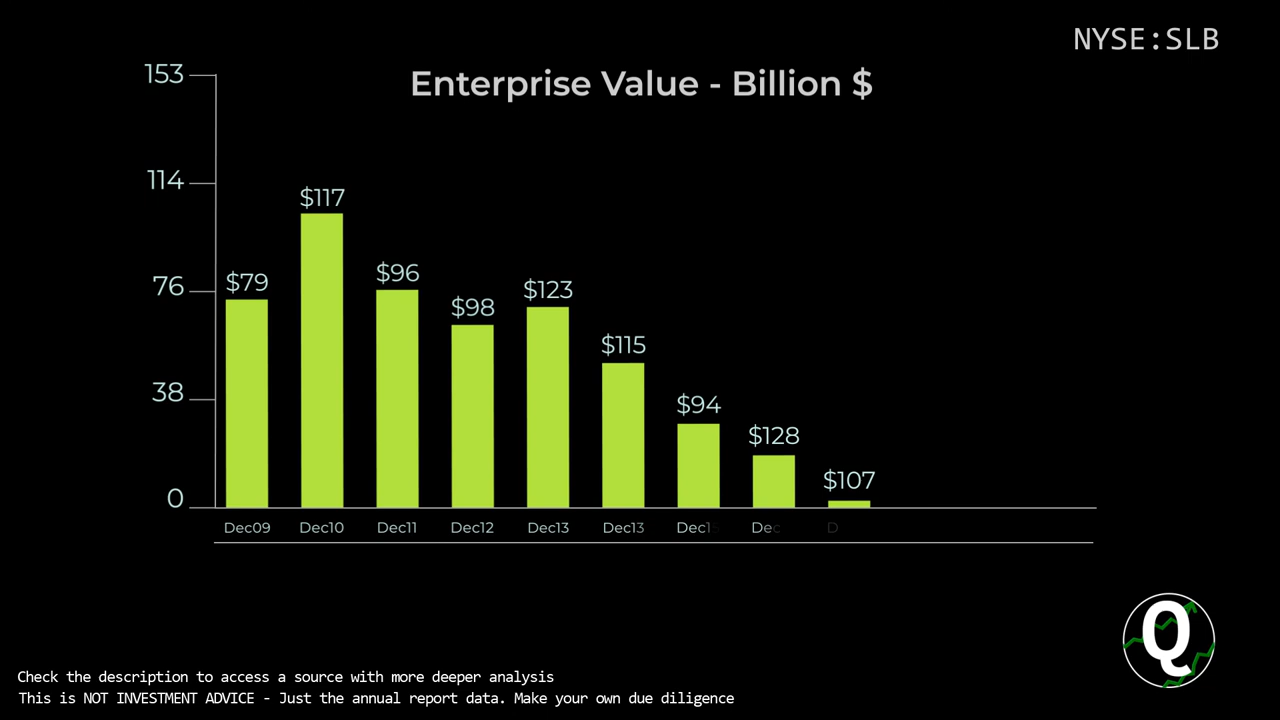 NYSE:SLB
Enterprise Value - Billion $
153
114
76
38
0
$79
$117
$96
$98
$123
$115
$94
$128
$107
Dec09 Dec10 Dec11 Dec12 Dec13 Dec13 Dec15 Dec D
Q
Check the description to access a source with more deeper analysis
This is NOT INVESTMENT ADVICE - Just the annual report data. Make your own due diligence